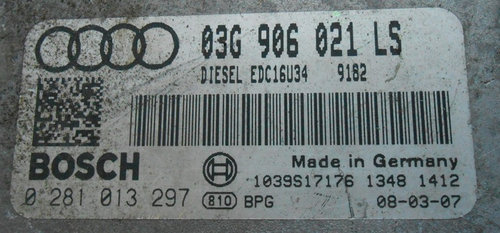 03G 906 021 LS
DIESEL EDC16U34 9182
BOSCH
Made in Germany
1039S17176 1348 1412
0 281 013 297 810 BPG 08-03-07